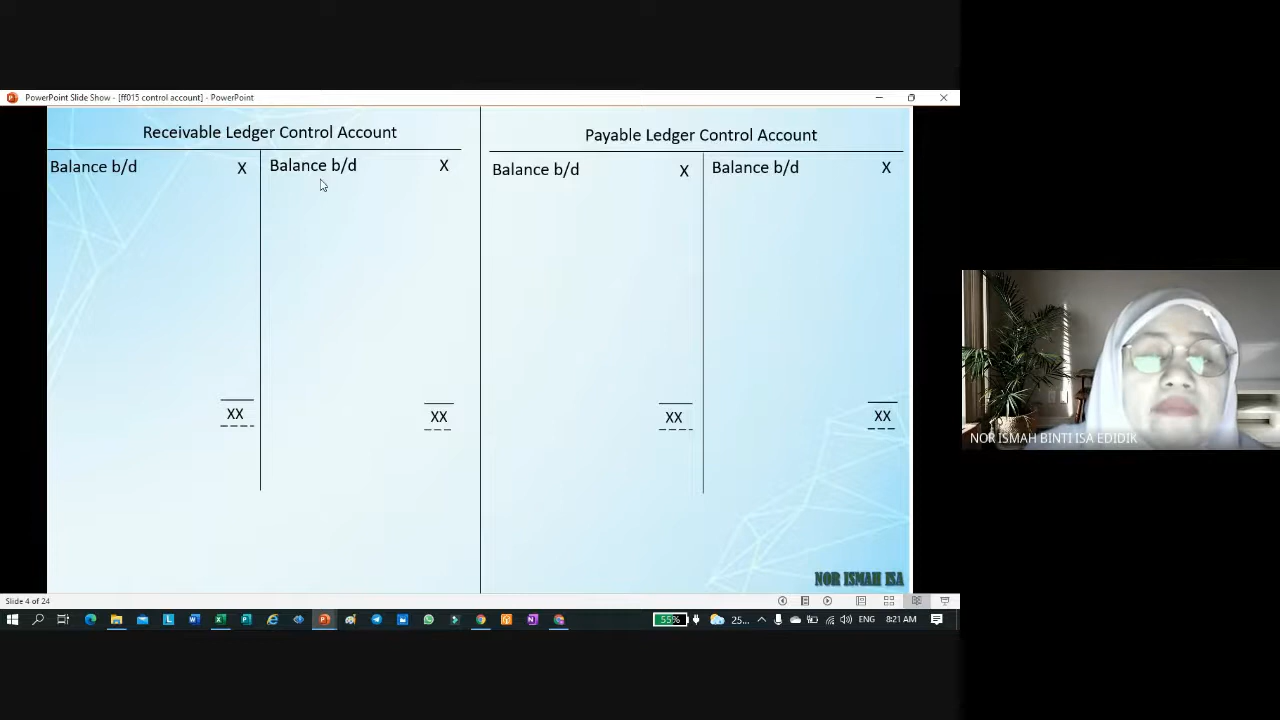 PowerPoint Slide Show - [ff015 control account] - PowerPoint
Receivable Ledger Control Account
Balance b/d X Balance b/d X
XX XX
Payable Ledger Control Account
Balance b/d X Balance b/d X
XX XX
NOR ISMAH ISA
NOR ISMAH BINTI ISA EDIDIK
Slide 4 of 24
55%
25...
ENG
8:21 AM